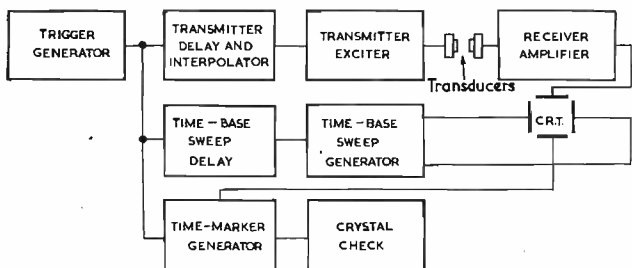 TRIGGER
GENERATOR
TRANSMITTER
DELAY AND
INTERPOLATOR
TRANSMITTER
EXCITER
Transducers
RECEIVER
AMPLIFIER
TIME-BASE
SWEEP
DELAY
TIME-BASE
SWEEP
GENERATOR
C.R.T.
TIME-MARKER
GENERATOR
CRYSTAL
CHECK